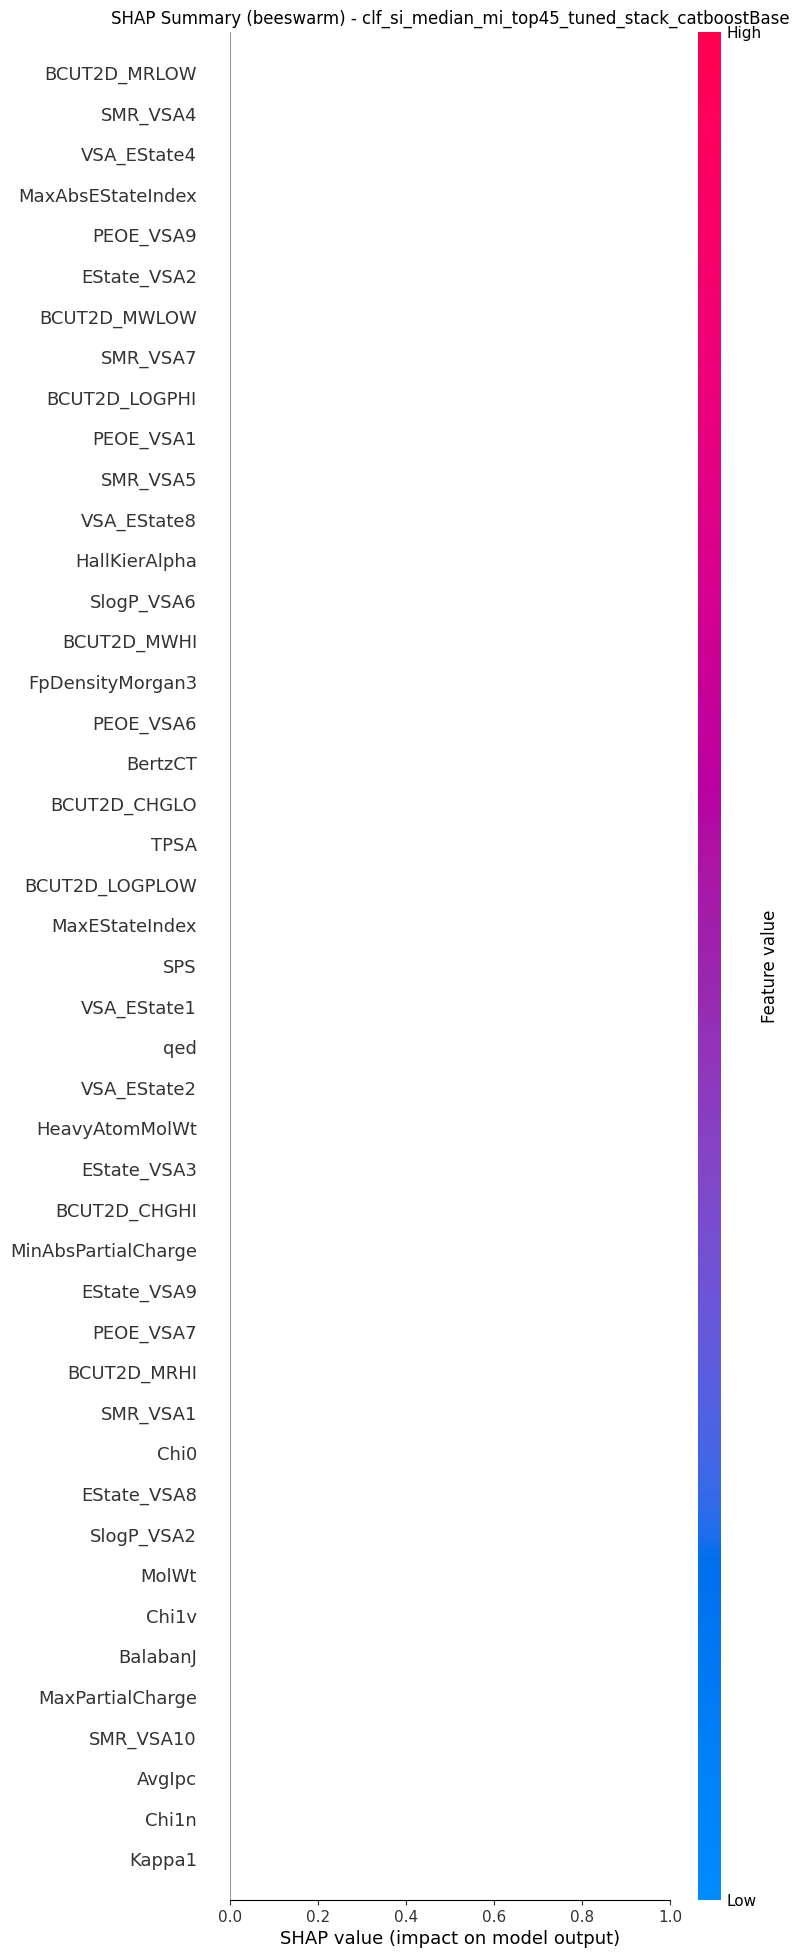 SHAP Summary (beeswarm) - clf_si_median_mi_top45_tuned_stack_catboostBase
High
BCUT2D_MRLOW
SMR_VSA4
VSA_EState4
MaxAbsEStateIndex
PEOE_VSA9
EState_VSA2
BCUT2D_MWLOW
SMR_VSA7
BCUT2D_LOGPHI
PEOE_VSA1
SMR_VSA5
VSA_EState8
HallKierAlpha
SlogP_VSA6
BCUT2D_MWHI
FpDensityMorgan3
PEOE_VSA6
BertzCT
BCUT2D_CHGLO
TPSA
BCUT2D_LOGPLOW
MaxEStateIndex
SPS
VSA_EState1
qed
VSA_EState2
HeavyAtomMolWt
EState_VSA3
BCUT2D_CHGHI
MinAbsPartialCharge
EState_VSA9
PEOE_VSA7
BCUT2D_MRHI
SMR_VSA1
Chi0
EState_VSA8
SlogP_VSA2
MolWt
Chi1v
BalabanJ
MaxPartialCharge
SMR_VSA10
AvgIpc
Chi1n
Kappa1
Feature value
Low
0.0 0.2 0.4 0.6 0.8 1.0
SHAP value (impact on model output)